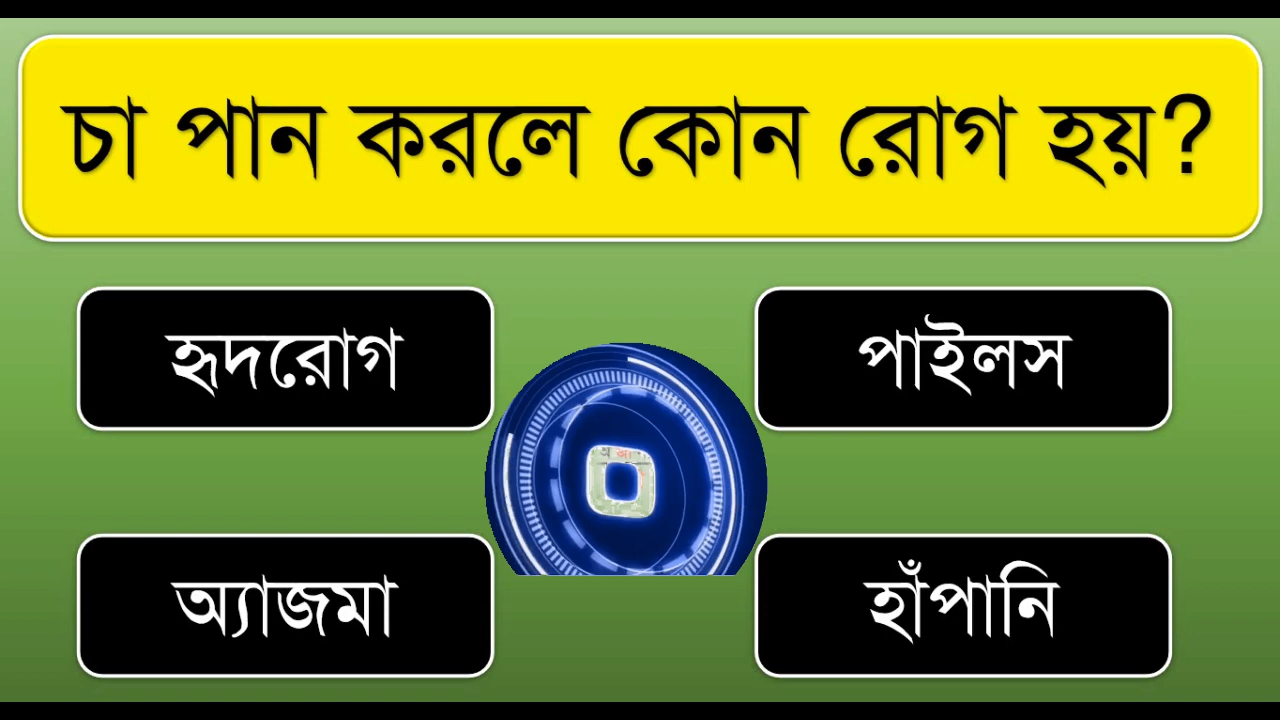 চা পান করলে কোন রোগ হয়?
হৃদরোগ
পাইলস
অ্যাজমা
হাঁপানি